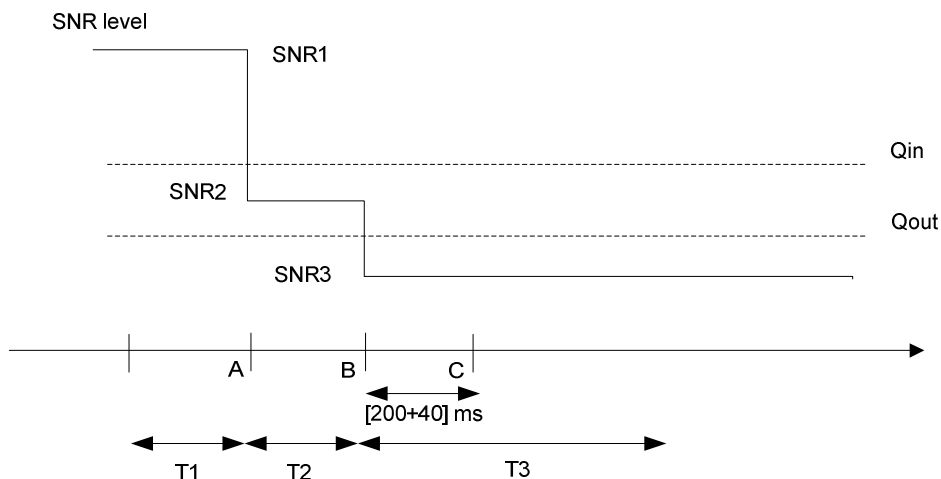 SNR level
SNR1
Qin
SNR2
Qout
SNR3
A
B
C
[200+40] ms
T1
T2
T3